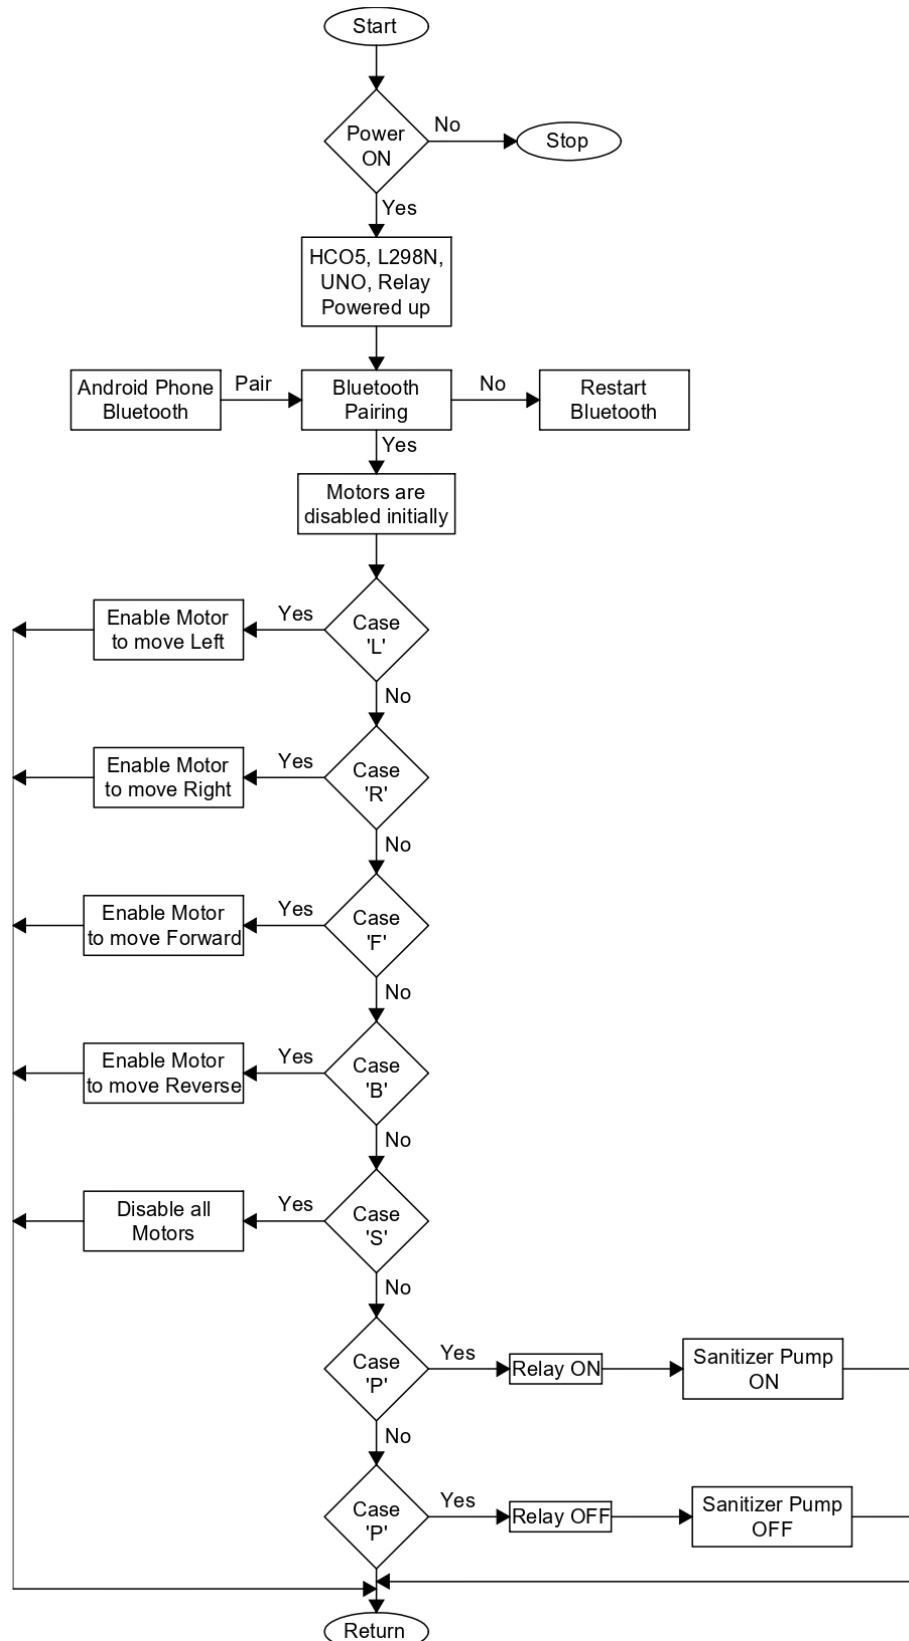 Start
Power
ON
No
Stop
Yes
HCO5, L298N,
UNO, Relay
Powered up
Android Phone
Bluetooth
Pair
Bluetooth
Pairing
No
Restart
Bluetooth
Yes
Motors are
disabled initially
Enable Motor
to move Left
Yes
Case
'L'
No
Enable Motor
to move Right
Yes
Case
'R'
No
Enable Motor
to move Forward
Yes
Case
'F'
No
Enable Motor
to move Reverse
Yes
Case
'B'
No
Disable all
Motors
Yes
Case
'S'
No
Case
'P'
Yes
Relay ON
Sanitizer Pump
ON
No
Case
'P'
Yes
Relay OFF
Sanitizer Pump
OFF
Return